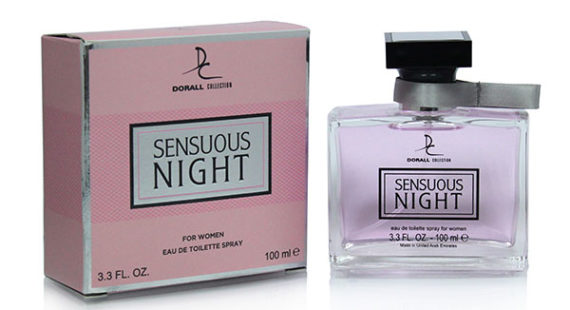 DC
DORALL COLLECTION
SENSUOUS
NIGHT
FOR WOMEN
EAU DE TOILETTE SPRAY
3.3 FL. OZ.
100 ml ℮
DC
DORALL COLLECTION
SENSUOUS
NIGHT
eau de toilette spray for women
3.3 FL. OZ. - 100 ml ℮
Made in United Arab Emirates